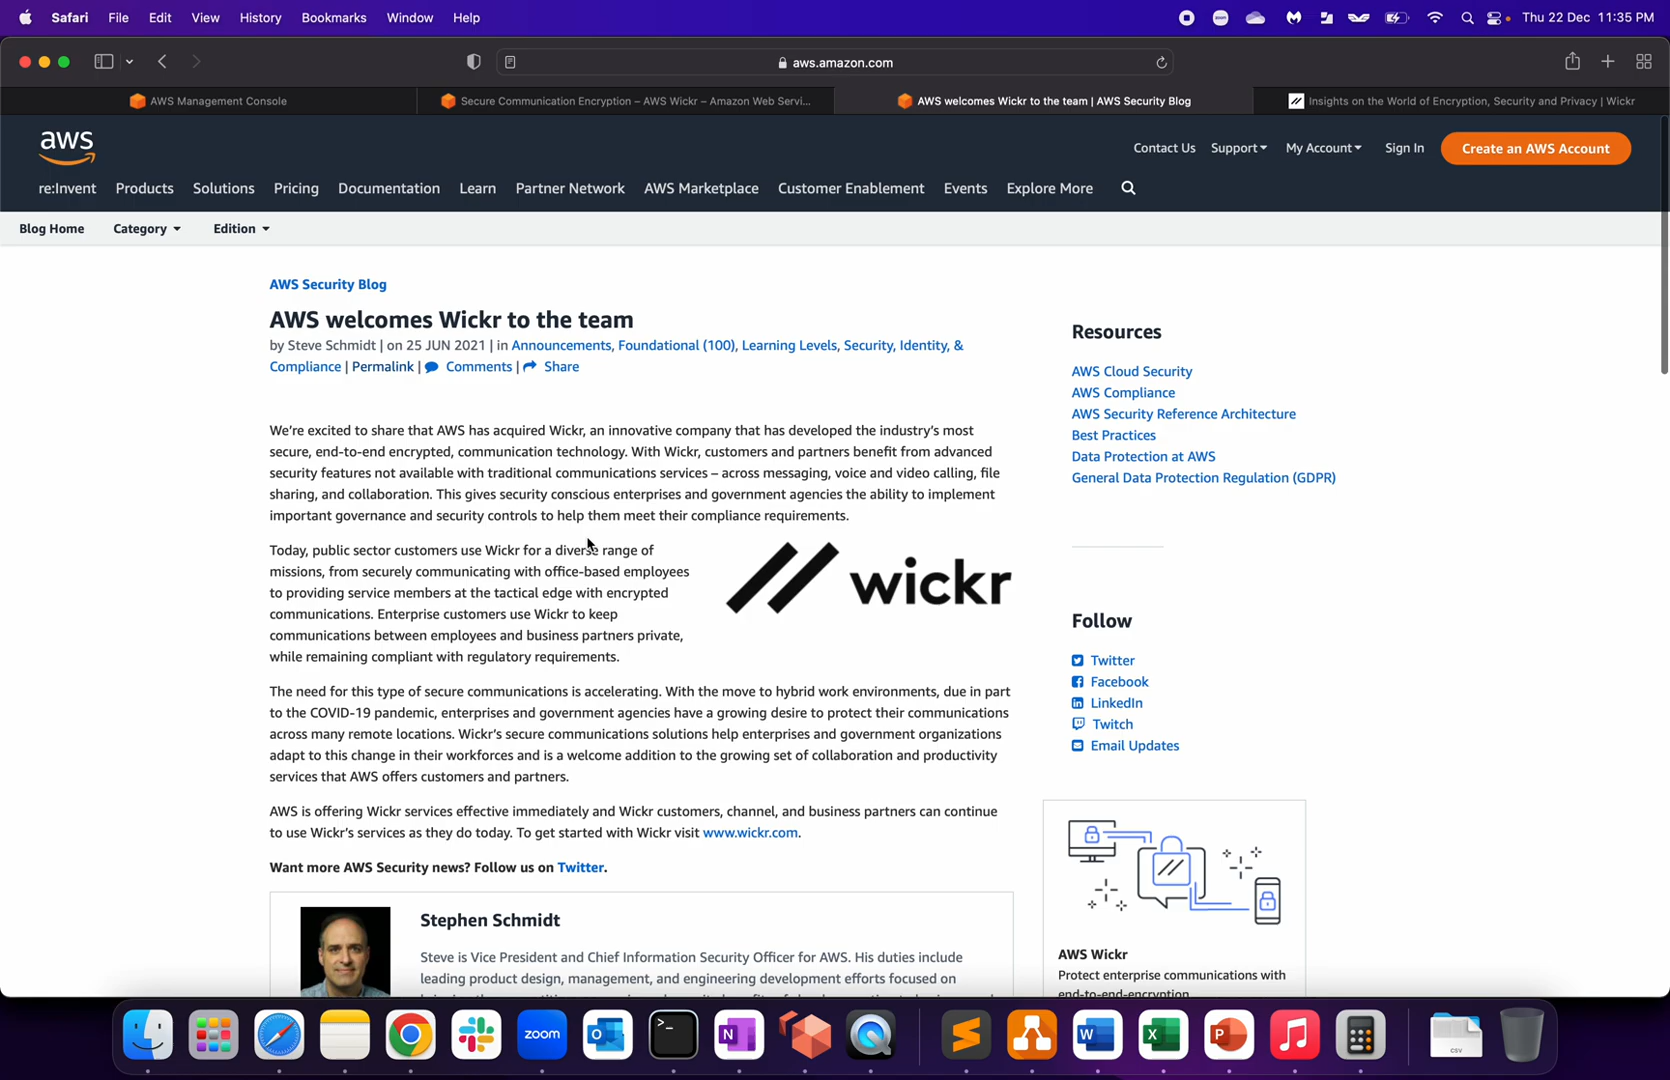 Safari File Edit View History Bookmarks Window Help Thu 22 Dec 11:35 PM
aws.amazon.com
AWS Management Console
Secure Communication Encryption – AWS Wickr – Amazon Web Servi...
AWS welcomes Wickr to the team | AWS Security Blog
Insights on the World of Encryption, Security and Privacy | Wickr
aws
Contact Us Support My Account Sign In Create an AWS Account
re:Invent Products Solutions Pricing Documentation Learn Partner Network AWS Marketplace Customer Enablement Events Explore More
Blog Home Category Edition
AWS Security Blog
AWS welcomes Wickr to the team
by Steve Schmidt | on 25 JUN 2021 | in Announcements, Foundational (100), Learning Levels, Security, Identity, &
Compliance | Permalink | Comments | Share
We're excited to share that AWS has acquired Wickr, an innovative company that has developed the industry's most
secure, end-to-end encrypted, communication technology. With Wickr, customers and partners benefit from advanced
security features not available with traditional communications services – across messaging, voice and video calling, file
sharing, and collaboration. This gives security conscious enterprises and government agencies the ability to implement
important governance and security controls to help them meet their compliance requirements.
Today, public sector customers use Wickr for a diverse range of
missions, from securely communicating with office-based employees
to providing service members at the tactical edge with encrypted
communications. Enterprise customers use Wickr to keep
communications between employees and business partners private,
while remaining compliant with regulatory requirements.
wickr
The need for this type of secure communications is accelerating. With the move to hybrid work environments, due in part
to the COVID-19 pandemic, enterprises and government agencies have a growing desire to protect their communications
across many remote locations. Wickr's secure communications solutions help enterprises and government organizations
adapt to this change in their workforces and is a welcome addition to the growing set of collaboration and productivity
services that AWS offers customers and partners.
AWS is offering Wickr services effective immediately and Wickr customers, channel, and business partners can continue
to use Wickr's services as they do today. To get started with Wickr visit www.wickr.com.
Want more AWS Security news? Follow us on Twitter.
Stephen Schmidt
Steve is Vice President and Chief Information Security Officer for AWS. His duties include
leading product design, management, and engineering development efforts focused on
Resources
AWS Cloud Security
AWS Compliance
AWS Security Reference Architecture
Best Practices
Data Protection at AWS
General Data Protection Regulation (GDPR)
Follow
Twitter
Facebook
LinkedIn
Twitch
Email Updates
AWS Wickr
Protect enterprise communications with
end-to-end-encryption
zoom
CSV